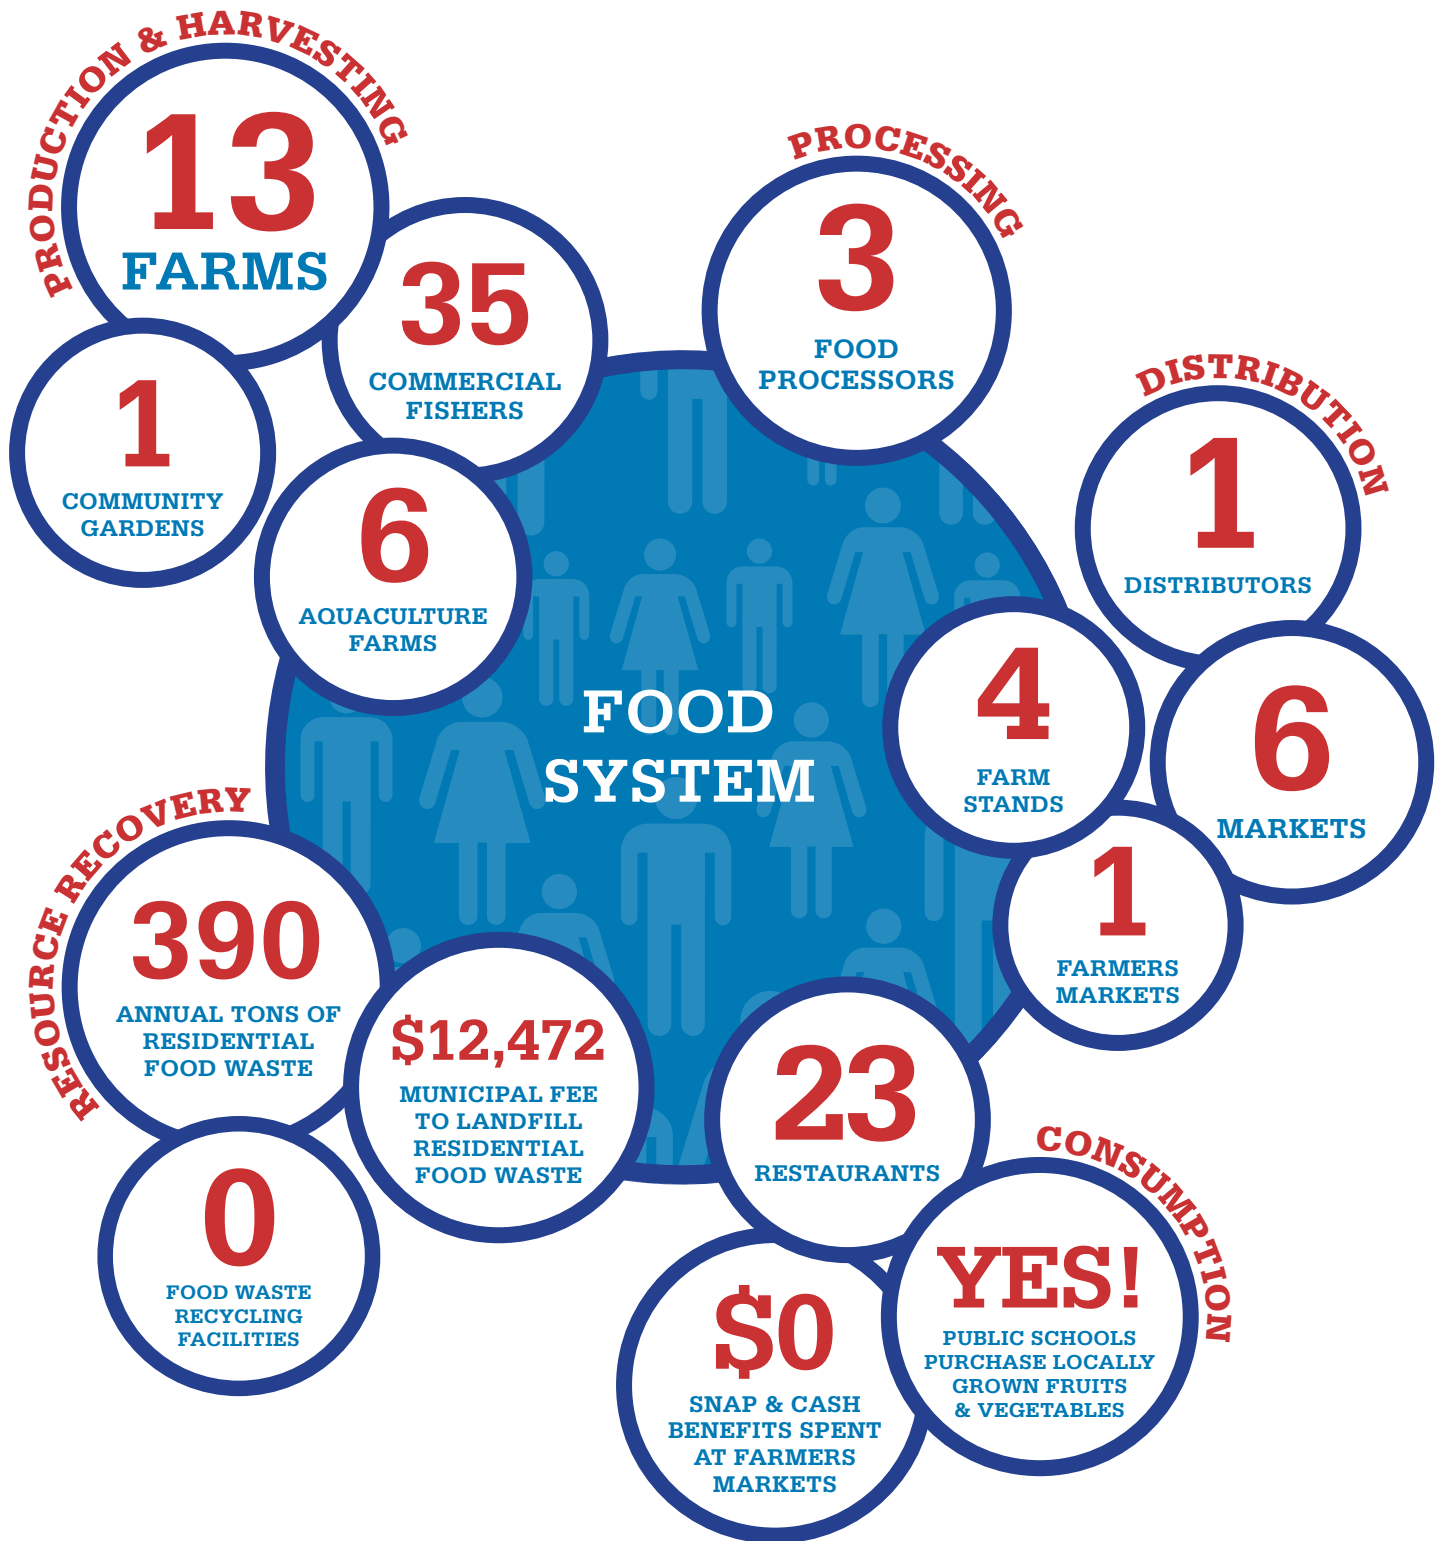 PRODUCTION & HARVESTING
13
FARMS
35
COMMERCIAL
FISHERS
1
COMMUNITY
GARDENS
6
AQUACULTURE
FARMS
PROCESSING
3
FOOD
PROCESSORS
DISTRIBUTION
1
DISTRIBUTORS
4
FARM
STANDS
6
MARKETS
1
FARMERS
MARKETS
FOOD
SYSTEM
RESOURCE RECOVERY
390
ANNUAL TONS OF
RESIDENTIAL
FOOD WASTE
$12,472
MUNICIPAL FEE
TO LANDFILL
RESIDENTIAL
FOOD WASTE
0
FOOD WASTE
RECYCLING
FACILITIES
CONSUMPTION
23
RESTAURANTS
YES!
PUBLIC SCHOOLS
PURCHASE LOCALLY
GROWN FRUITS
& VEGETABLES
$0
SNAP & CASH
BENEFITS SPENT
AT FARMERS
MARKETS